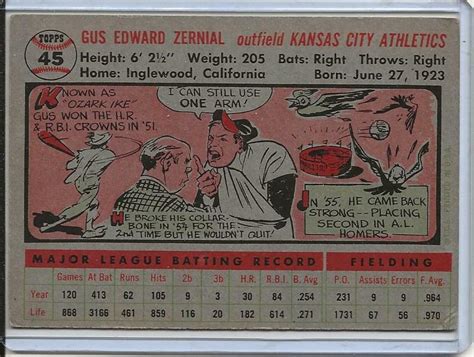 TOPPS
45
GUS EDWARD ZERNIAL outfield KANSAS CITY ATHLETICS
Height: 6' 2½" Weight: 205 Bats: Right Throws: Right
Home: Inglewood, California Born: June 27, 1923
KNOWN AS
"OZARK IKE"
GUS WON THE H.R.
& R.B.I. CROWNS IN '51.
I CAN STILL USE
ONE ARM!
HE BROKE HIS COLLAR-
BONE IN '54 FOR THE
2ND TIME BUT HE WOULDN'T QUIT!
IN '55, HE CAME BACK
STRONG--PLACING
SECOND IN A.L.
HOMERS.
MAJOR LEAGUE BATTING RECORD FIELDING
Games At Bat Runs Hits 2b 3b H.R. R.B.I. B. Avg P.O. Assists Errors F. Avg.
Year 120 413 62 105 9 3 30 84 .254 231 9 9 .964
Life 868 3166 459 859 116 20 185 614 .271 1731 67 56 .970